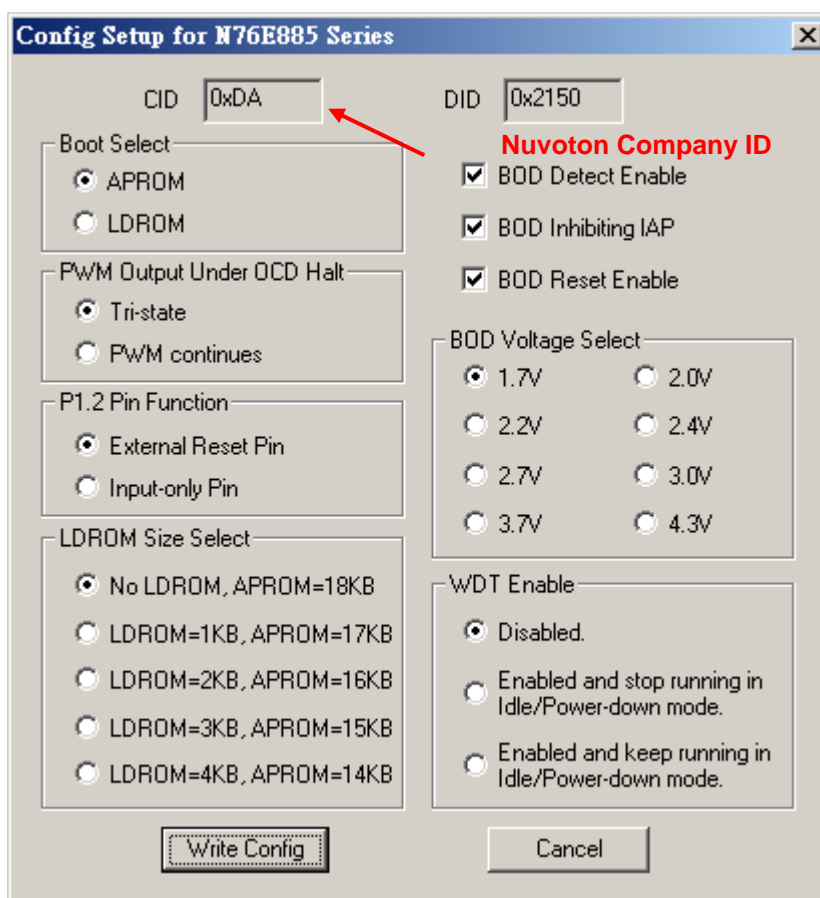 Config Setup for N76E885 Series
CID 0xDA
DID 0x2150
Nuvoton Company ID
Boot Select
APROM
LDROM
PWM Output Under OCD Halt
Tri-state
PWM continues
P1.2 Pin Function
External Reset Pin
Input-only Pin
LDROM Size Select
No LDROM, APROM=18KB
LDROM=1KB, APROM=17KB
LDROM=2KB, APROM=16KB
LDROM=3KB, APROM=15KB
LDROM=4KB, APROM=14KB
BOD Detect Enable
BOD Inhibiting IAP
BOD Reset Enable
BOD Voltage Select
1.7V 2.0V
2.2V 2.4V
2.7V 3.0V
3.7V 4.3V
WDT Enable
Disabled.
Enabled and stop running in
Idle/Power-down mode.
Enabled and keep running in
Idle/Power-down mode.
Write Config
Cancel